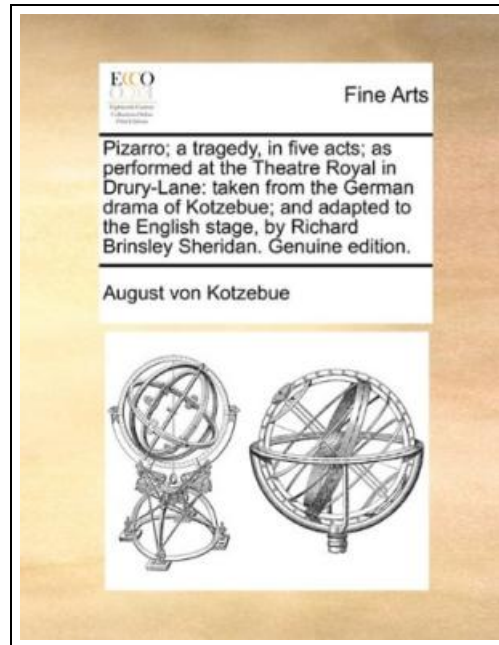 ECCO
Fine Arts
Pizarro; a tragedy, in five acts; as
performed at the Theatre Royal in
Drury-Lane: taken from the German
drama of Kotzebue; and adapted to
the English stage, by Richard
Brinsley Sheridan. Genuine edition.
August von Kotzebue